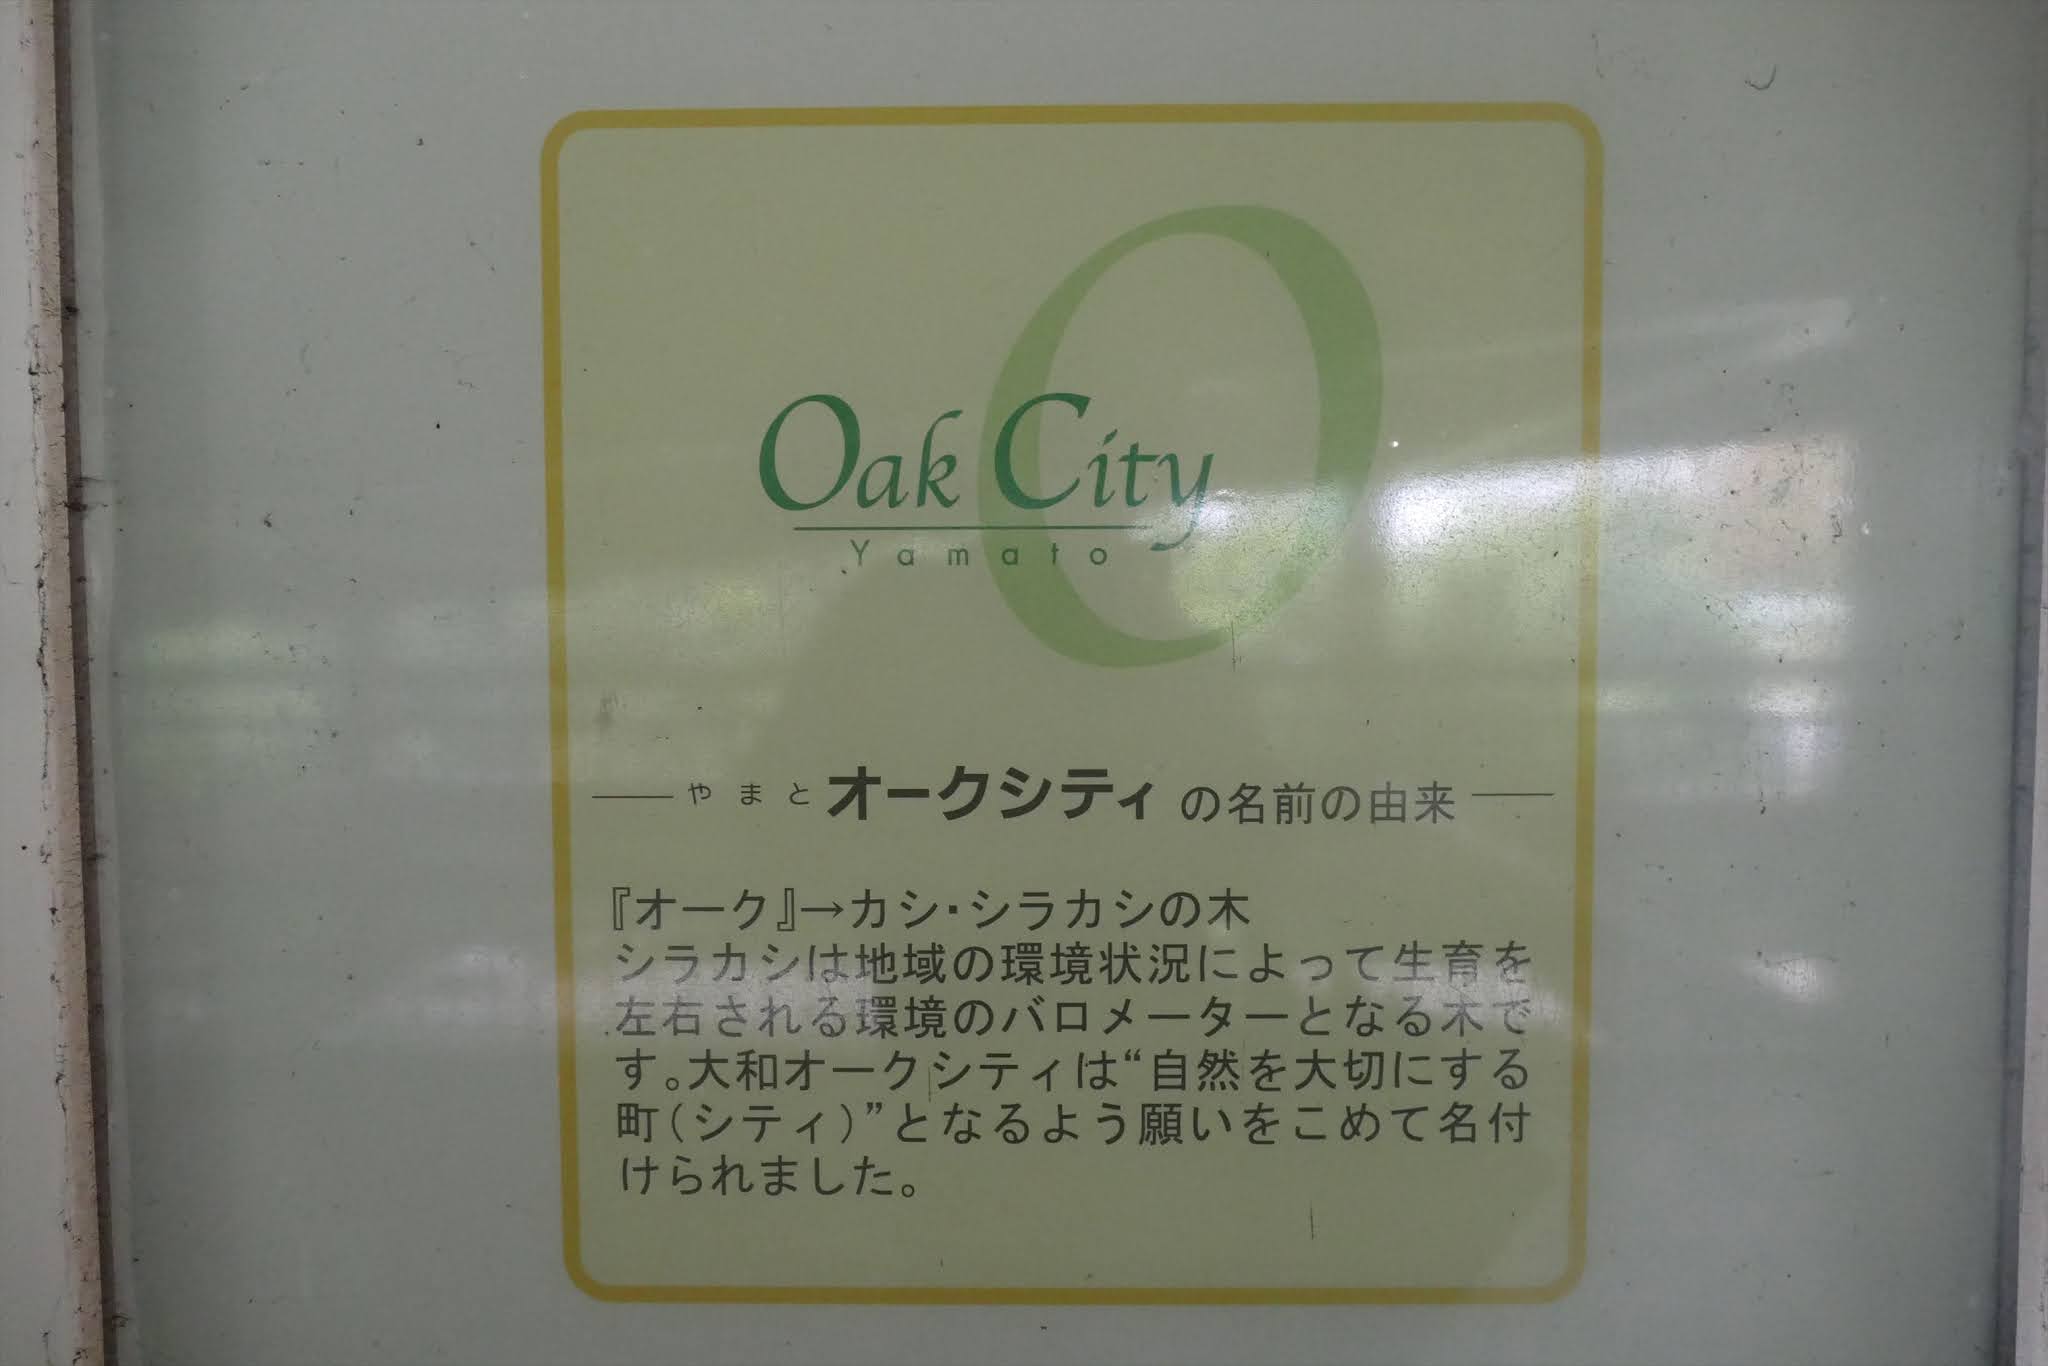 Oak City
Yamato
やまとオークシティの名前の由来
『オーク』→カシ・シラカシの木
シラカシは地域の環境状況によって生育を
左右される環境のバロメーターとなる木で
す。大和オークシティは“自然を大切にする
町(シティ)”となるよう願いをこめて名付
けられました。